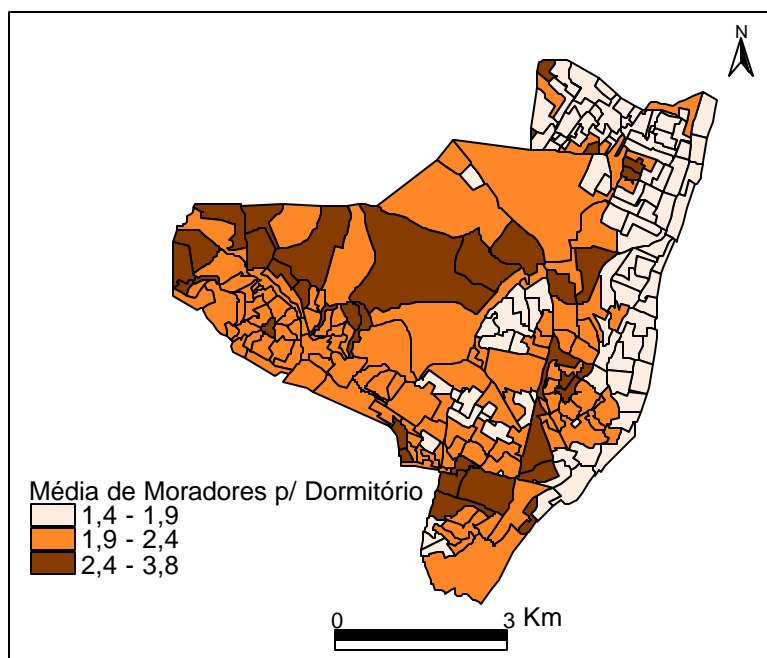 N
Média de Moradores p/ Dormitório
1,4 - 1,9
1,9 - 2,4
2,4 - 3,8
0 3 Km